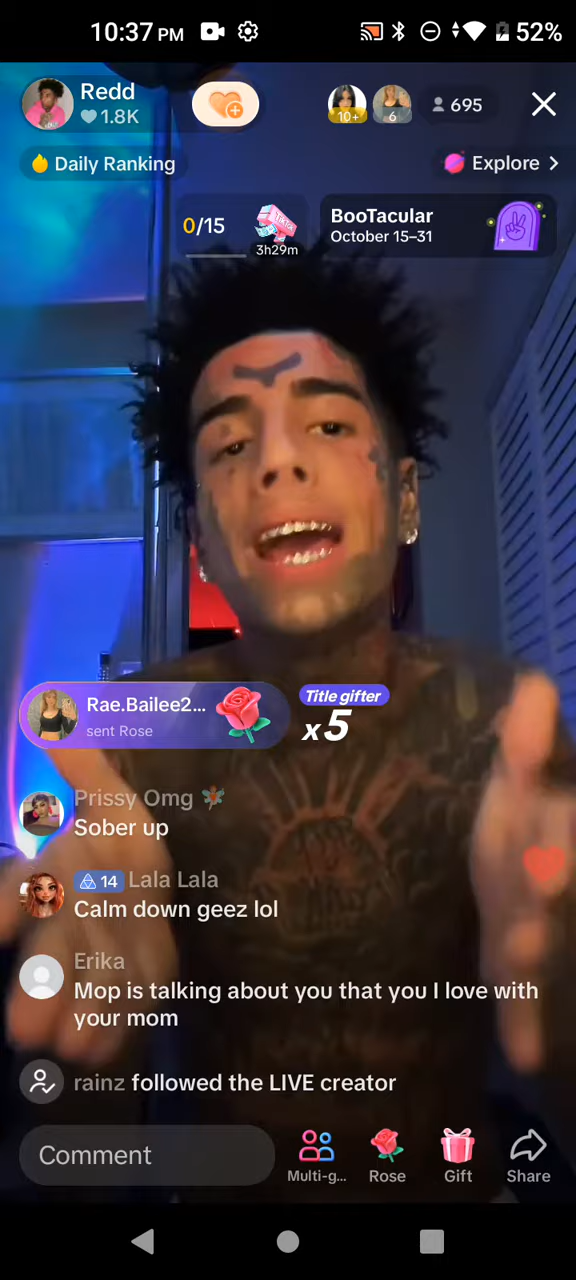 10:37 PM
52%
Redd
1.8K
10+
6
695
Daily Ranking
Explore
0/15
TikTok
3h29m
BooTacular
October 15–31
Rae.Bailee2...
sent Rose
Title gifter
x5
Prissy Omg
Sober up
14 Lala Lala
Calm down geez lol
Erika
Mop is talking about you that you I love with
your mom
rainz followed the LIVE creator
Comment
Multi-g...
Rose
Gift
Share